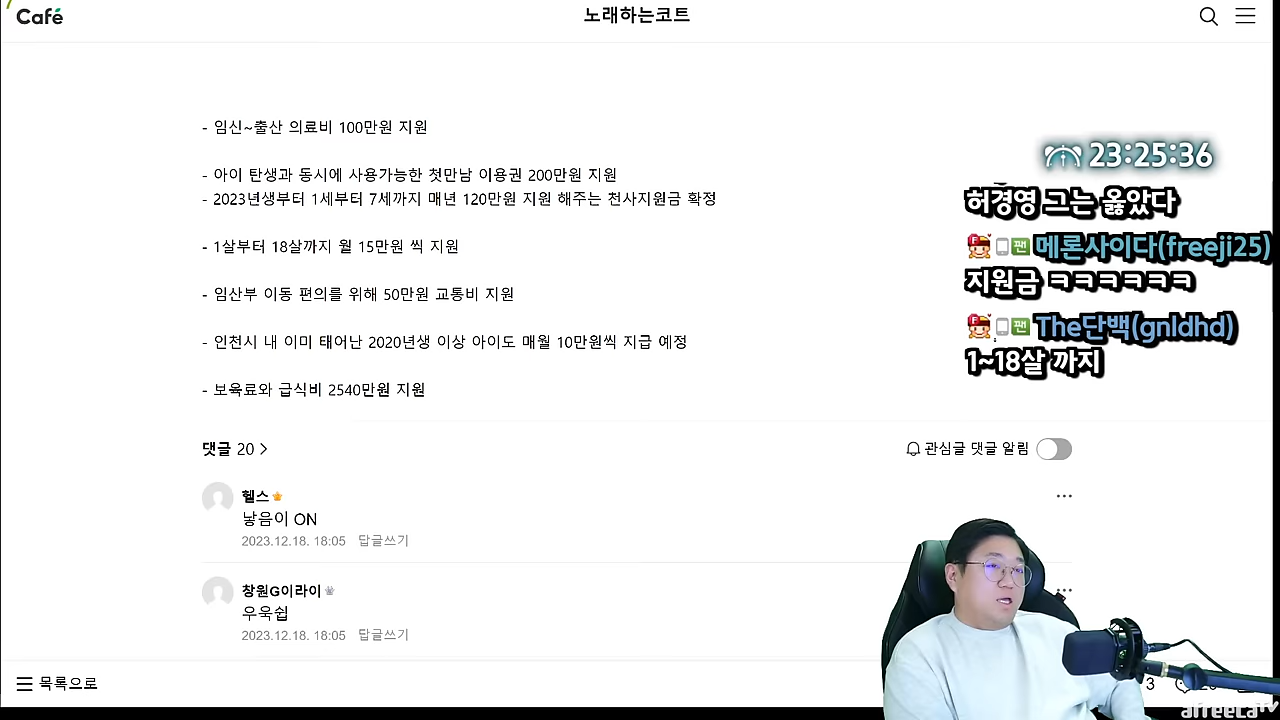 Café
노래하는코트
- 임신~출산 의료비 100만원 지원
- 아이 탄생과 동시에 사용가능한 첫만남 이용권 200만원 지원
- 2023년생부터 1세부터 7세까지 매년 120만원 지원 해주는 천사지원금 확정
- 1살부터 18살까지 월 15만원 씩 지원
- 임산부 이동 편의를 위해 50만원 교통비 지원
- 인천시 내 이미 태어난 2020년생 이상 아이도 매월 10만원씩 지급 예정
- 보육료와 급식비 2540만원 지원
23:25:36
허경영 그는 옳았다
팬 메론사이다(freeji25)
지원금 ㅋㅋㅋㅋㅋㅋ
팬 The단백(gnldhd)
1~18살 까지
댓글 20 >
관심글 댓글 알림
헬스
낳음이 ON
2023.12.18. 18:05 답글쓰기
창원G이라이
우욱쉽
2023.12.18. 18:05 답글쓰기
목록으로
3
afreecaTV